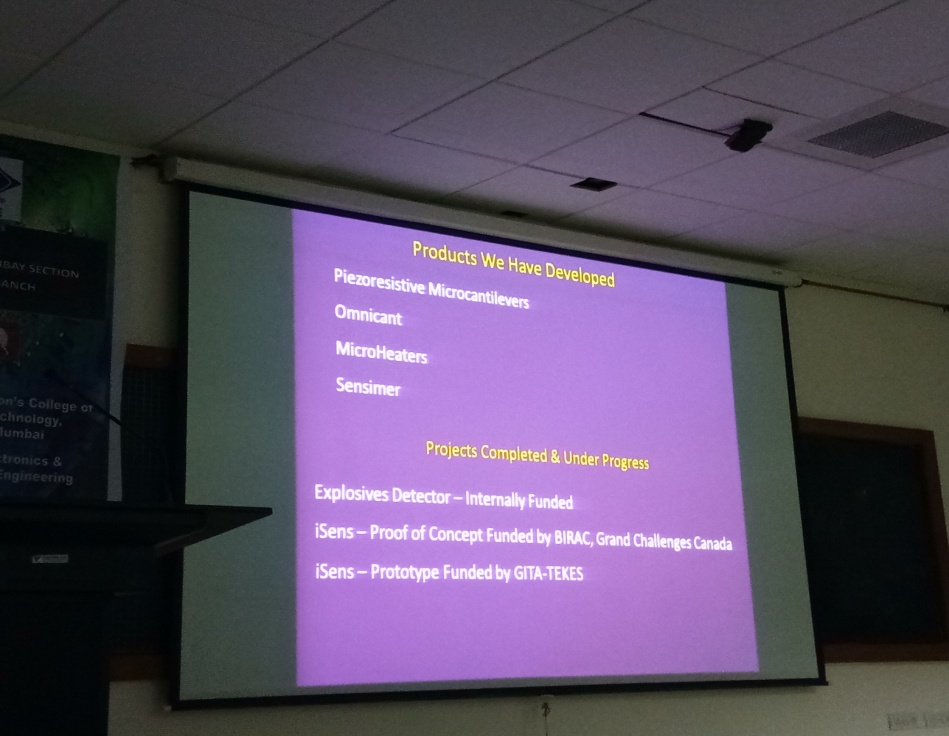 BAY SECTION
ANCH
on's College of
chnology,
umbai
tronics &
Engineering
Products We Have Developed
Piezoresistive Microcantilevers
Omnicant
MicroHeaters
Sensimer
Projects Completed & Under Progress
Explosives Detector – Internally Funded
iSens – Proof of Concept Funded by BIRAC, Grand Challenges Canada
iSens – Prototype Funded by GITA-TEKES